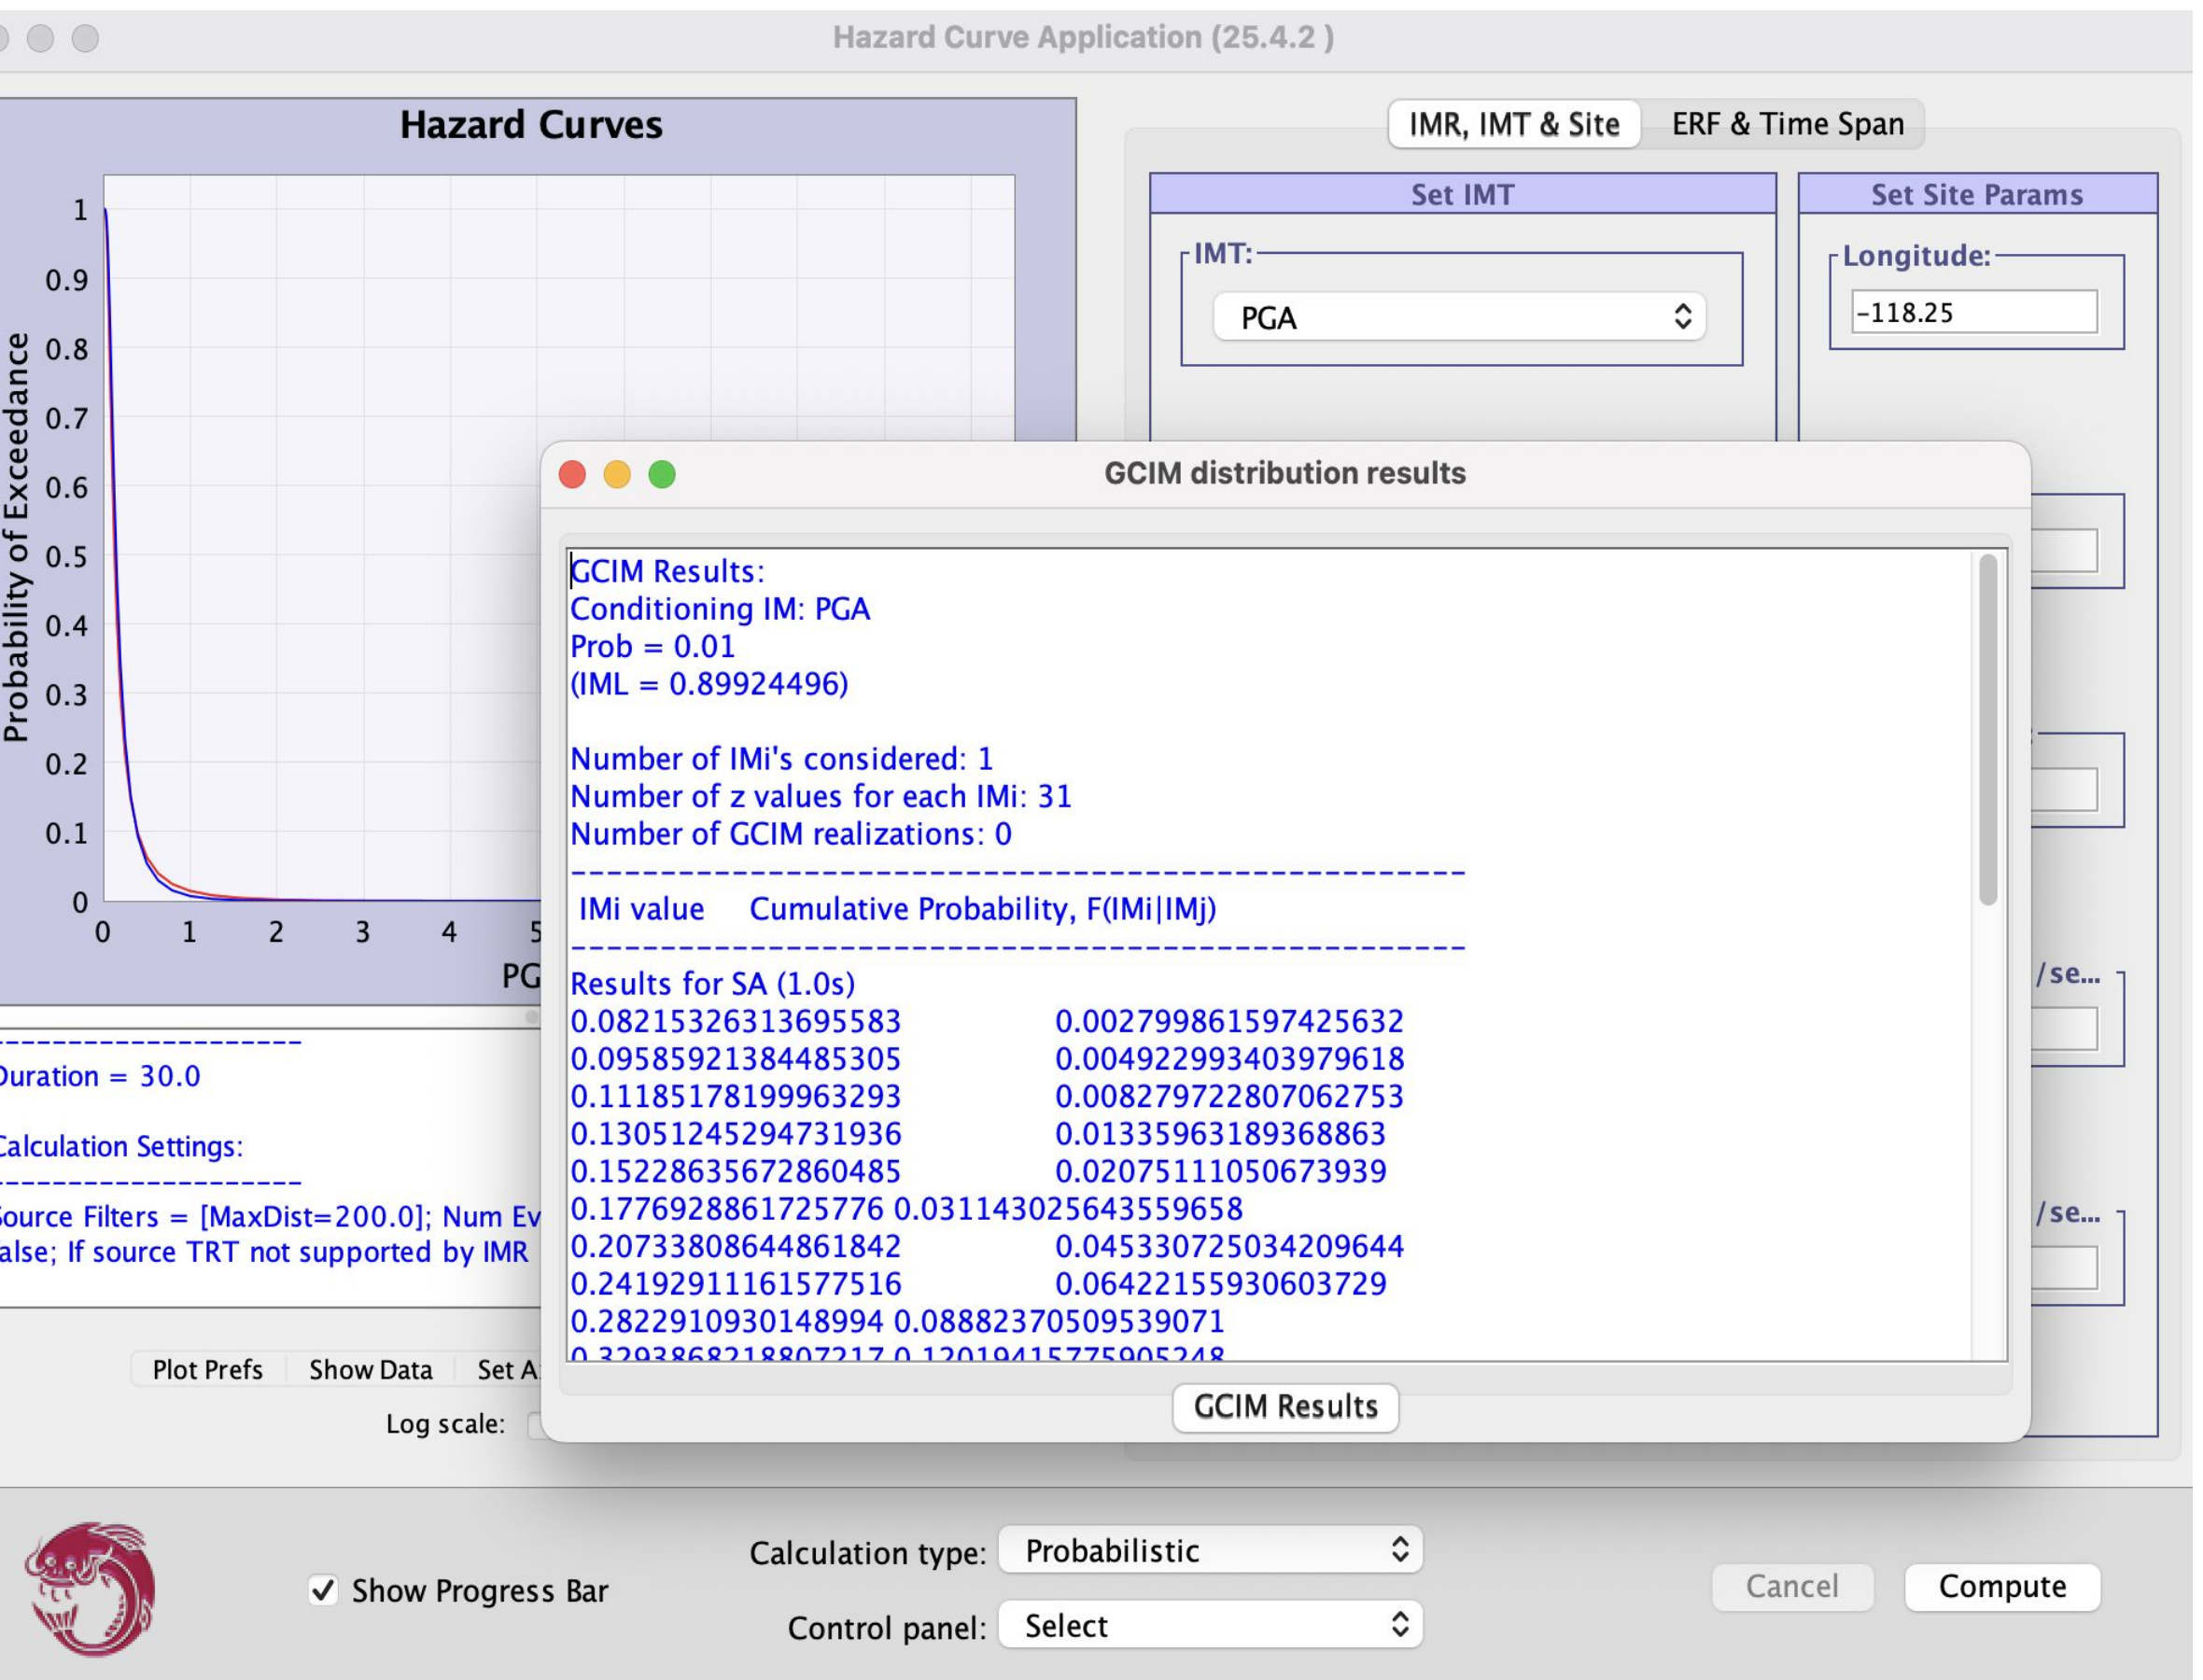 Hazard Curve Application (25.4.2 )
Hazard Curves
1
0.9
0.8
0.7
0.6
0.5
0.4
0.3
0.2
0.1
0
Probability of Exceedance
0 1 2 3 4 5
PG
--------------------
Duration = 30.0
Calculation Settings:
--------------------
Source Filters = [MaxDist=200.0]; Num Ev
alse; If source TRT not supported by IMR
Plot Prefs Show Data Set A
Log scale:
IMR, IMT & Site ERF & Time Span
Set IMT
IMT:
PGA
Set Site Params
Longitude:
-118.25
/se...
/se...
GCIM distribution results
GCIM Results:
Conditioning IM: PGA
Prob = 0.01
(IML = 0.89924496)
Number of IMi's considered: 1
Number of z values for each IMi: 31
Number of GCIM realizations: 0
--------------------------------------------------
IMi value Cumulative Probability, F(IMi|IMj)
--------------------------------------------------
Results for SA (1.0s)
0.08215326313695583 0.002799861597425632
0.09585921384485305 0.004922993403979618
0.11185178199963293 0.008279722807062753
0.13051245294731936 0.01335963189368863
0.15228635672860485 0.02075111050673939
0.1776928861725776 0.031143025643559658
0.20733808644861842 0.045330725034209644
0.24192911161577516 0.06422155930603729
0.2822910930148994 0.08882370509539071
0.3293868218807217 0.12019415775905248
GCIM Results
Show Progress Bar
Calculation type: Probabilistic
Control panel: Select
Cancel Compute